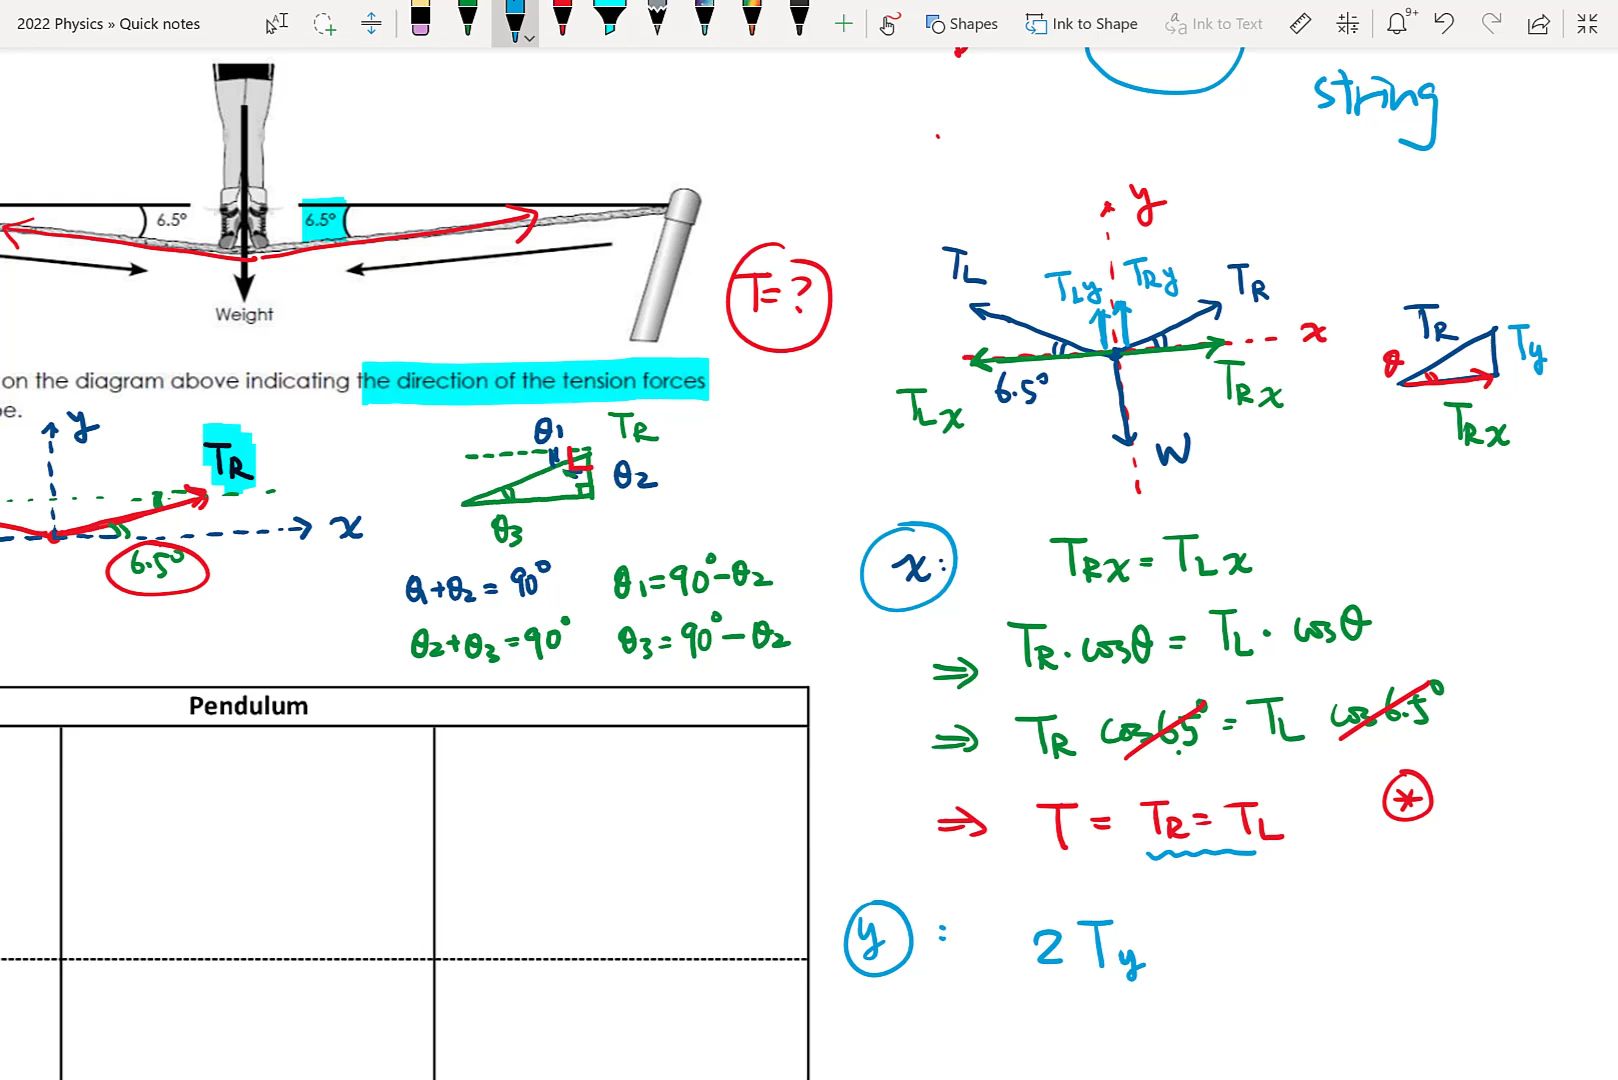 2022 Physics » Quick notes
Shapes
Ink to Shape
Ink to Text
9+
string
6.5°
6.5°
Weight
T = ?
on the diagram above indicating the direction of the tension forces
pe.
y
TR
x
6.5°
θ1
TR
θ2
θ3
θ1+θ2 = 90°
θ1=90°-θ2
θ2+θ3 =90°
θ3=90°-θ2
Pendulum
y
TL
TLy
TRy
TR
x
6.5°
TLx
TRx
W
TR
θ
Ty
TRx
x:
TRx = TLx
⇒ TR · cosθ = TL · cosθ
⇒ TR cos6.5° = TL cos6.5°
⇒ T = TR = TL
*
y : 2 Ty